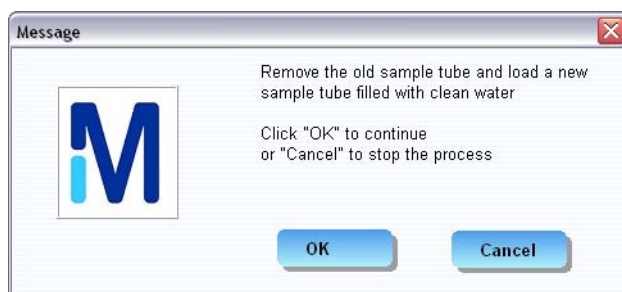 Message
Remove the old sample tube and load a new
sample tube filled with clean water
Click "OK" to continue
or "Cancel" to stop the process
M
OK
Cancel